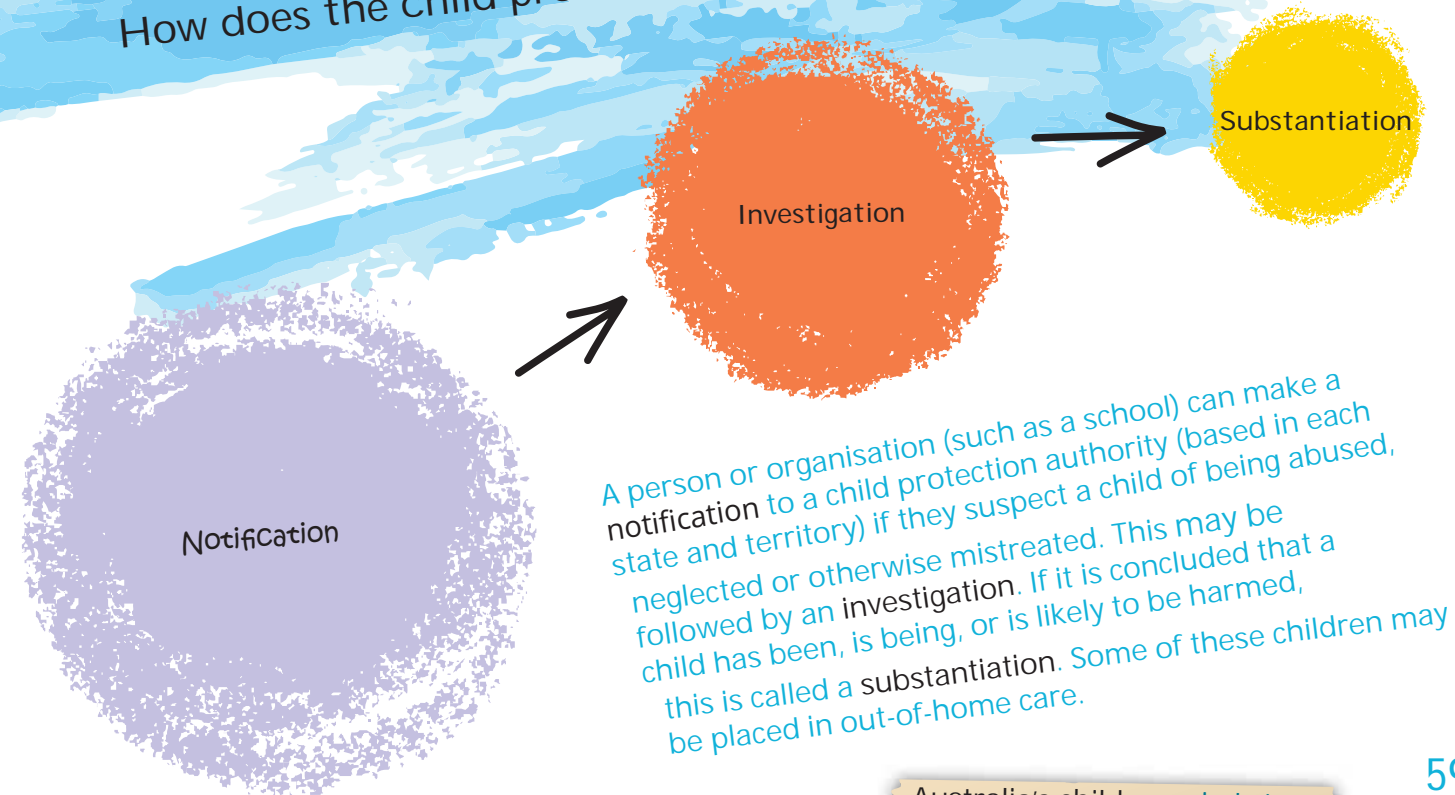 How does the child
Substantiation
Investigation
Notification
A person or organisation (such as a school) can make a
notification to a child protection authority (based in each
state and territory) if they suspect a child of being abused,
neglected or otherwise mistreated. This may be
followed by an investigation. If it is concluded that a
child has been, is being, or is likely to be harmed,
this is called a substantiation. Some of these children may
be placed in out-of-home care.